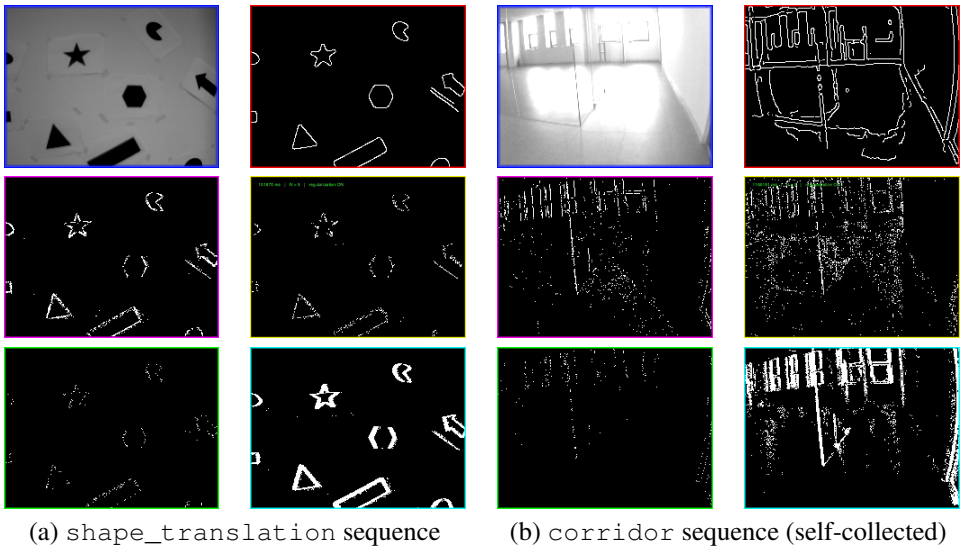 (a) shape_translation sequence
(b) corridor sequence (self-collected)